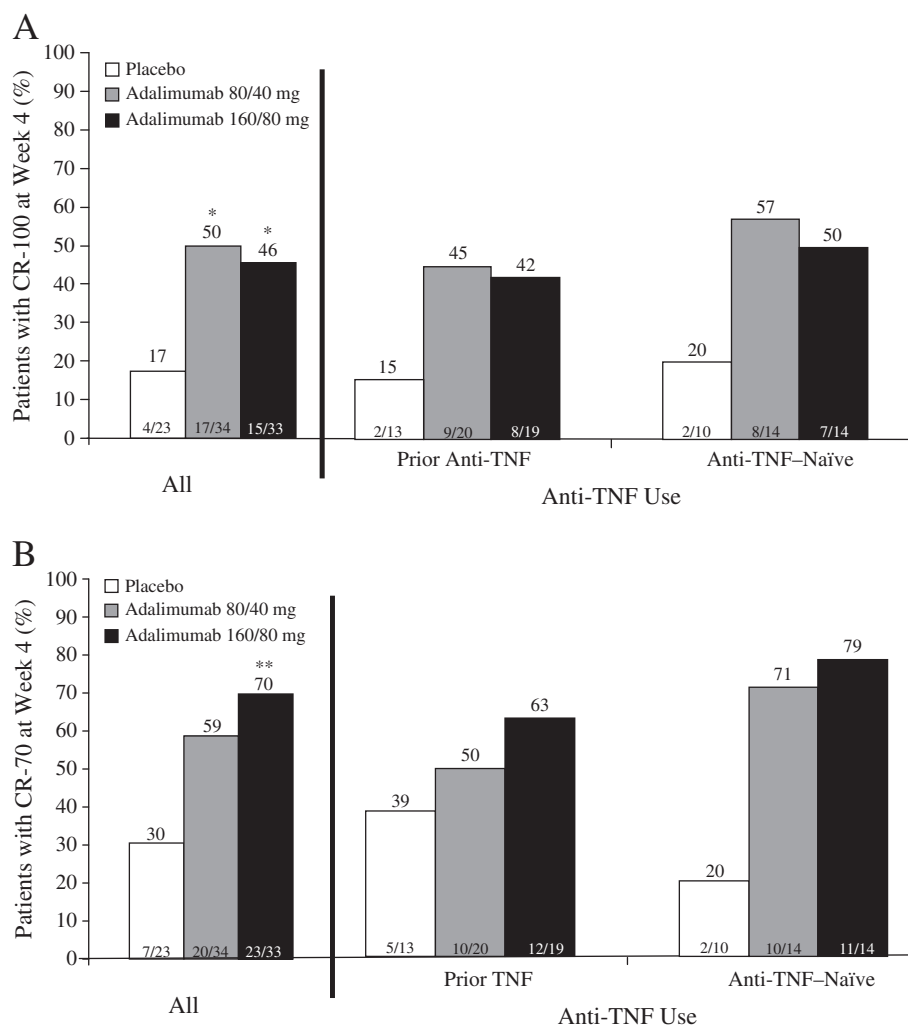 A
Patients with CR-100 at Week 4 (%)
100
90
80
70
60
50
40
30
20
10
0
Placebo
Adalimumab 80/40 mg
Adalimumab 160/80 mg
17
*
50
*
46
4/23 17/34 15/33
15
45
42
2/13 9/20 8/19
20
57
50
2/10 8/14 7/14
All
Prior Anti-TNF
Anti-TNF–Naïve
Anti-TNF Use
B
Patients with CR-70 at Week 4 (%)
100
90
80
70
60
50
40
30
20
10
0
Placebo
Adalimumab 80/40 mg
Adalimumab 160/80 mg
30
59
**
70
7/23 20/34 23/33
39
50
63
5/13 10/20 12/19
20
71
79
2/10 10/14 11/14
All
Prior TNF
Anti-TNF–Naïve
Anti-TNF Use